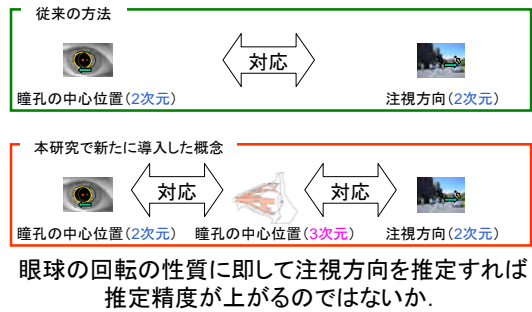 従来の方法
対応
瞳孔の中心位置(2次元)
注視方向(2次元)
本研究で新たに導入した概念
対応
対応
瞳孔の中心位置(2次元)
瞳孔の中心位置(3次元)
注視方向(2次元)
眼球の回転の性質に即して注視方向を推定すれば
推定精度が上がるのではないか.